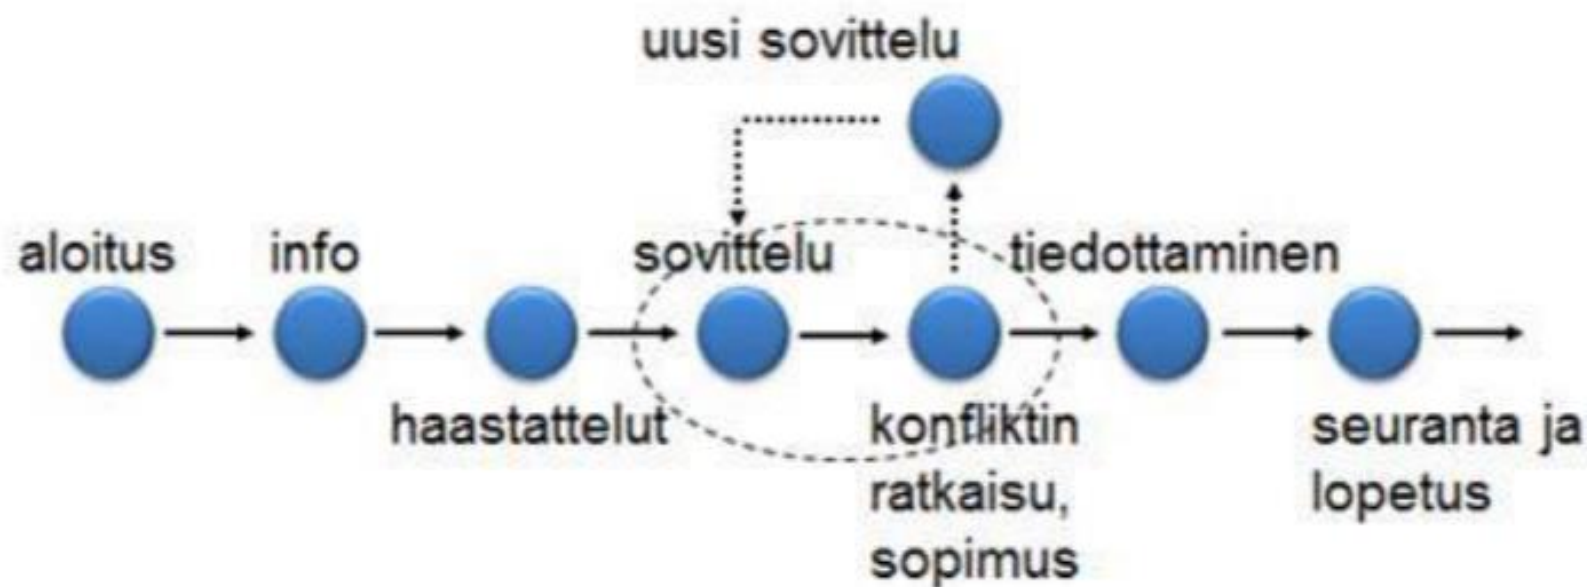 uusi sovittelu
aloitus
info
sovittelu
tiedottaminen
haastattelut
konfliktin
ratkaisu,
sopimus
seuranta ja
lopetus